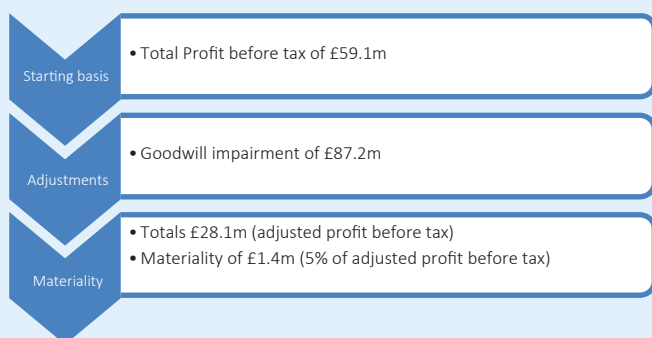 Starting basis
• Total Profit before tax of £59.1m
Adjustments
• Goodwill impairment of £87.2m
Materiality
• Totals £28.1m (adjusted profit before tax)
• Materiality of £1.4m (5% of adjusted profit before tax)